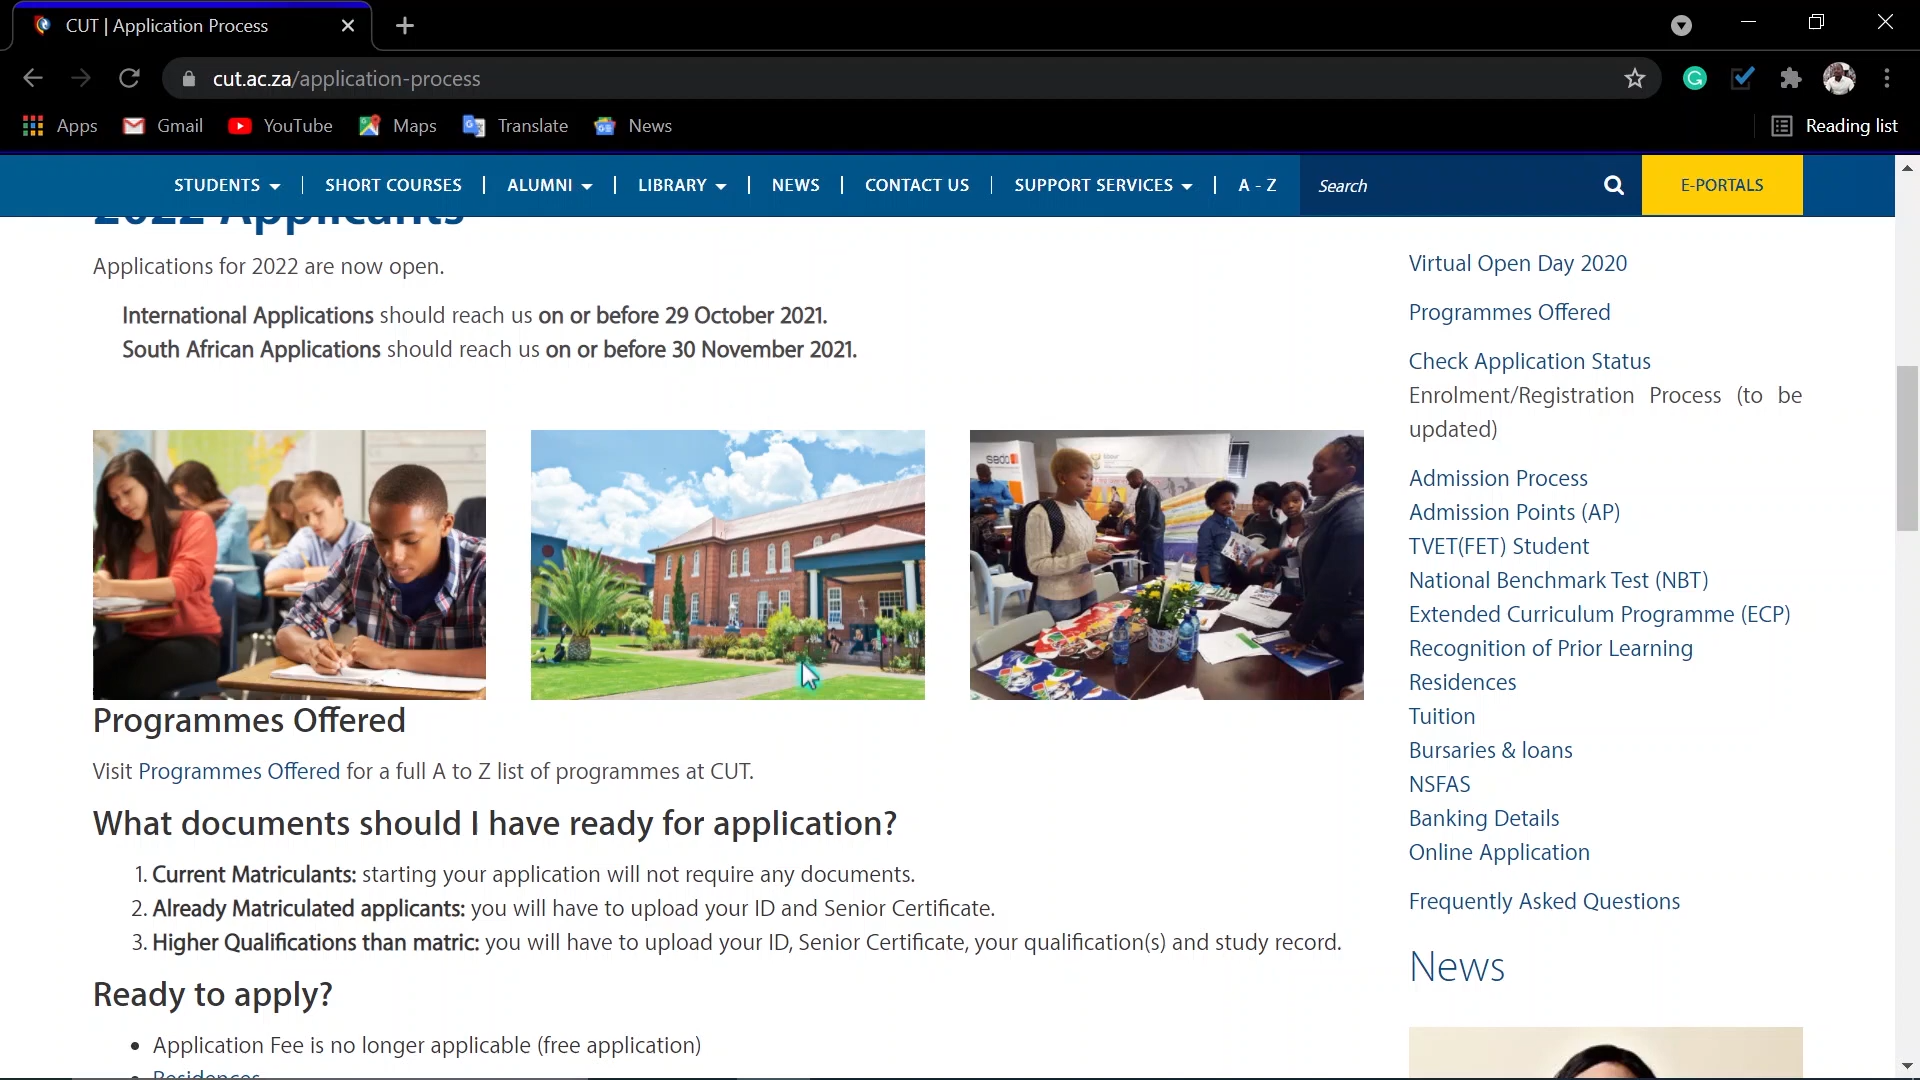 CUT | Application Process
cut.ac.za/application-process
Apps Gmail YouTube Maps Translate News Reading list
STUDENTS | SHORT COURSES | ALUMNI | LIBRARY | NEWS | CONTACT US | SUPPORT SERVICES | A - Z Search E-PORTALS
2022 Applicants
Applications for 2022 are now open.
International Applications should reach us on or before 29 October 2021.
South African Applications should reach us on or before 30 November 2021.
sedo
Programmes Offered
Visit Programmes Offered for a full A to Z list of programmes at CUT.
What documents should I have ready for application?
1. Current Matriculants: starting your application will not require any documents.
2. Already Matriculated applicants: you will have to upload your ID and Senior Certificate.
3. Higher Qualifications than matric: you will have to upload your ID, Senior Certificate, your qualification(s) and study record.
Ready to apply?
• Application Fee is no longer applicable (free application)
• Residences
Virtual Open Day 2020
Programmes Offered
Check Application Status
Enrolment/Registration Process (to be
updated)
Admission Process
Admission Points (AP)
TVET(FET) Student
National Benchmark Test (NBT)
Extended Curriculum Programme (ECP)
Recognition of Prior Learning
Residences
Tuition
Bursaries & loans
NSFAS
Banking Details
Online Application
Frequently Asked Questions
News